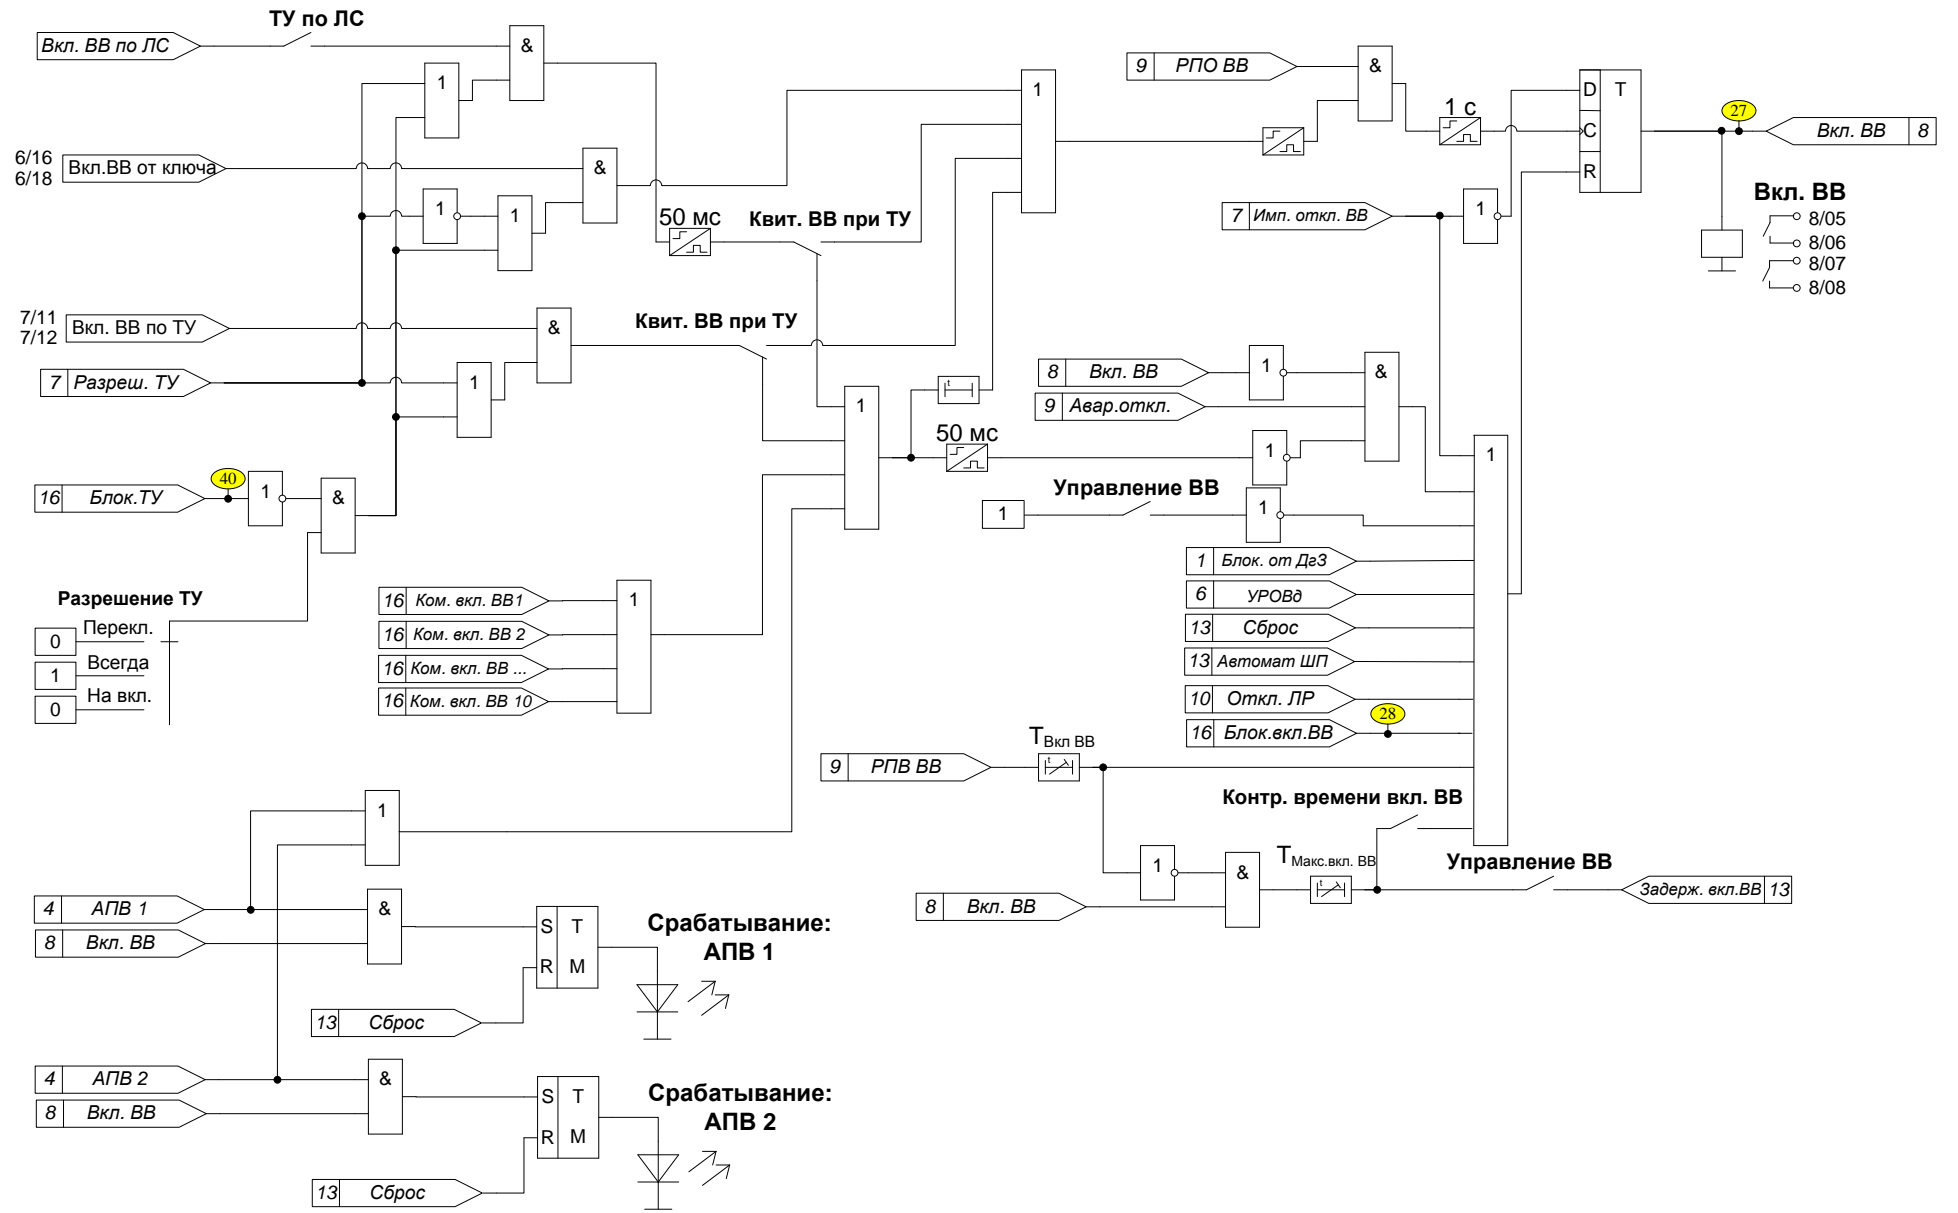 ТУ по ЛС
Вкл. ВВ по ЛС
&
1
6/16
6/18
Вкл.ВВ от ключа
&
1
1
50 мс
Квит. ВВ при ТУ
7/11
7/12
Вкл. ВВ по ТУ
&
Квит. ВВ при ТУ
7 Разреш. ТУ
1
16 Блок.ТУ
40
1
&
Разрешение ТУ
0 Перекл.
1 Всегда
0 На вкл.
16 Ком. вкл. ВВ1
16 Ком. вкл. ВВ 2
16 Ком. вкл. ВВ ...
16 Ком. вкл. ВВ 10
1
1
t
50 мс
1
9 РПО ВВ
&
1 с
D T
C
R
27
Вкл. ВВ 8
Вкл. ВВ
8/05
8/06
8/07
8/08
7 Имп. откл. ВВ
1
8 Вкл. ВВ
1
&
9 Авар.откл.
1
Управление ВВ
1
1
1
1 Блок. от ДгЗ
6 УРОВд
13 Сброс
13 Автомат ШП
10 Откл. ЛР
28
16 Блок.вкл.ВВ
TВкл ВВ
9 РПВ ВВ
t
Контр. времени вкл. ВВ
1
&
TМакс.вкл. ВВ
t
Управление ВВ
8 Вкл. ВВ
Задерж. вкл.ВВ 13
1
4 АПВ 1
8 Вкл. ВВ
&
S T
R M
Срабатывание:
АПВ 1
13 Сброс
4 АПВ 2
8 Вкл. ВВ
&
S T
R M
Срабатывание:
АПВ 2
13 Сброс